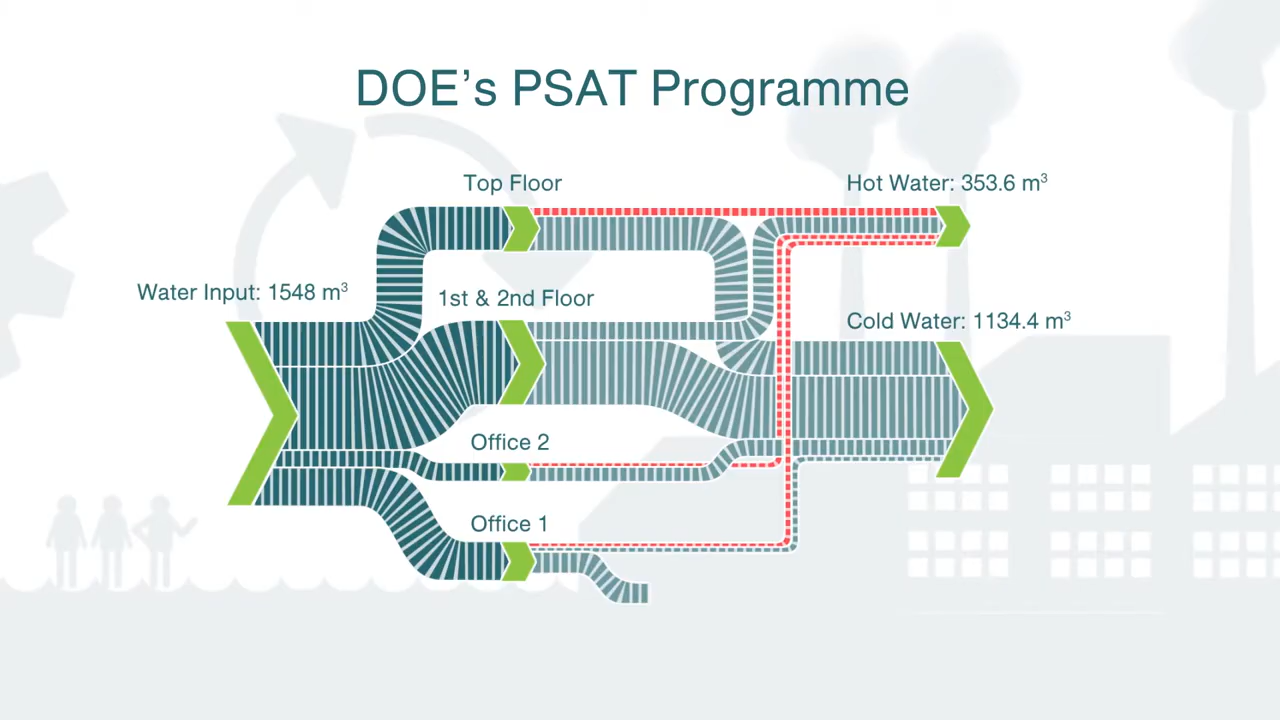 DOE's PSAT Programme
Top Floor
Hot Water: 353.6 m³
Water Input: 1548 m³
1st & 2nd Floor
Cold Water: 1134.4 m³
Office 2
Office 1